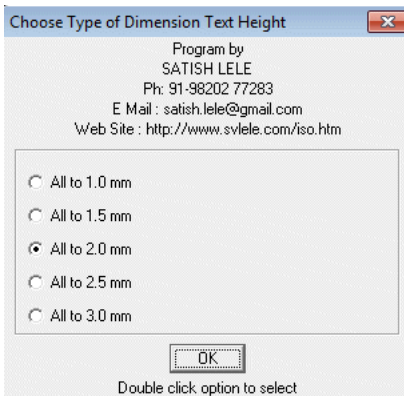 Choose Type of Dimension Text Height
Program by
SATISH LELE
Ph: 91-98202 77283
E Mail : satish.lele@gmail.com
Web Site : http://www.svlele.com/iso.htm
All to 1.0 mm
All to 1.5 mm
All to 2.0 mm
All to 2.5 mm
All to 3.0 mm
OK
Double click option to select